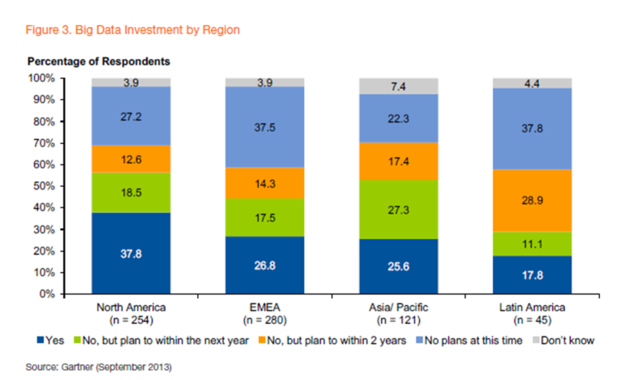 Figure 3. Big Data Investment by Region
Percentage of Respondents
100%
90%
80%
70%
60%
50%
40%
30%
20%
10%
0%
3.9
27.2
12.6
18.5
37.8
3.9
37.5
14.3
17.5
26.8
7.4
22.3
17.4
27.3
25.6
4.4
37.8
28.9
11.1
17.8
North America
(n = 254)
EMEA
(n = 280)
Asia/ Pacific
(n = 121)
Latin America
(n = 45)
Yes No, but plan to within the next year No, but plan to within 2 years No plans at this time Don't know
Source: Gartner (September 2013)